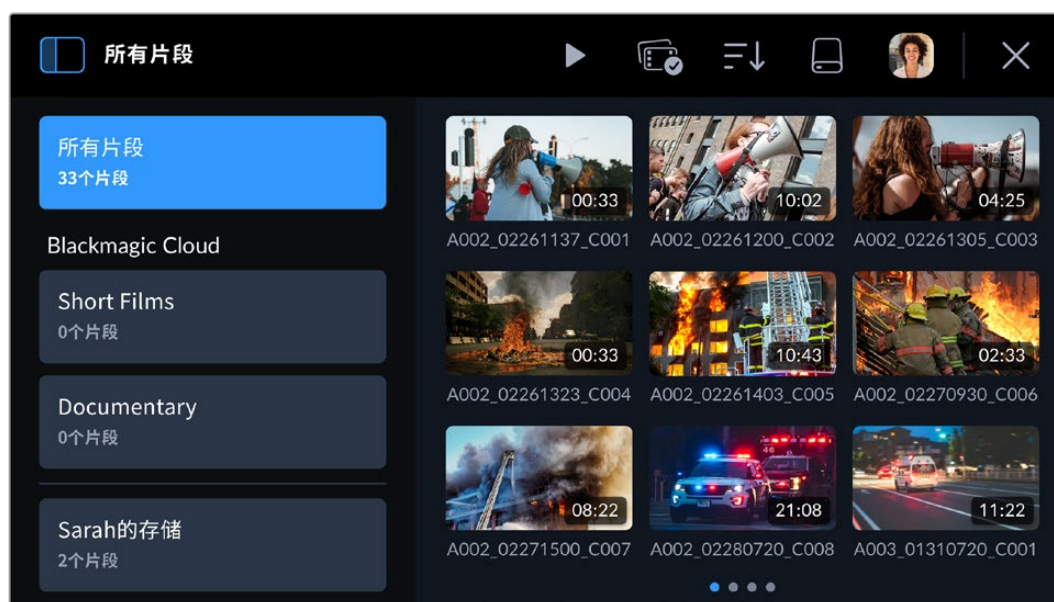 所有片段
所有片段
33个片段
Blackmagic Cloud
Short Films
0个片段
Documentary
0个片段
Sarah的存储
2个片段
00:33
10:02
04:25
A002_02261137_C001
A002_02261200_C002
A002_02261305_C003
00:33
10:43
02:33
A002_02261323_C004
A002_02261403_C005
A002_02270930_C006
08:22
21:08
11:22
A002_02271500_C007
A002_02280720_C008
A003_01310720_C001